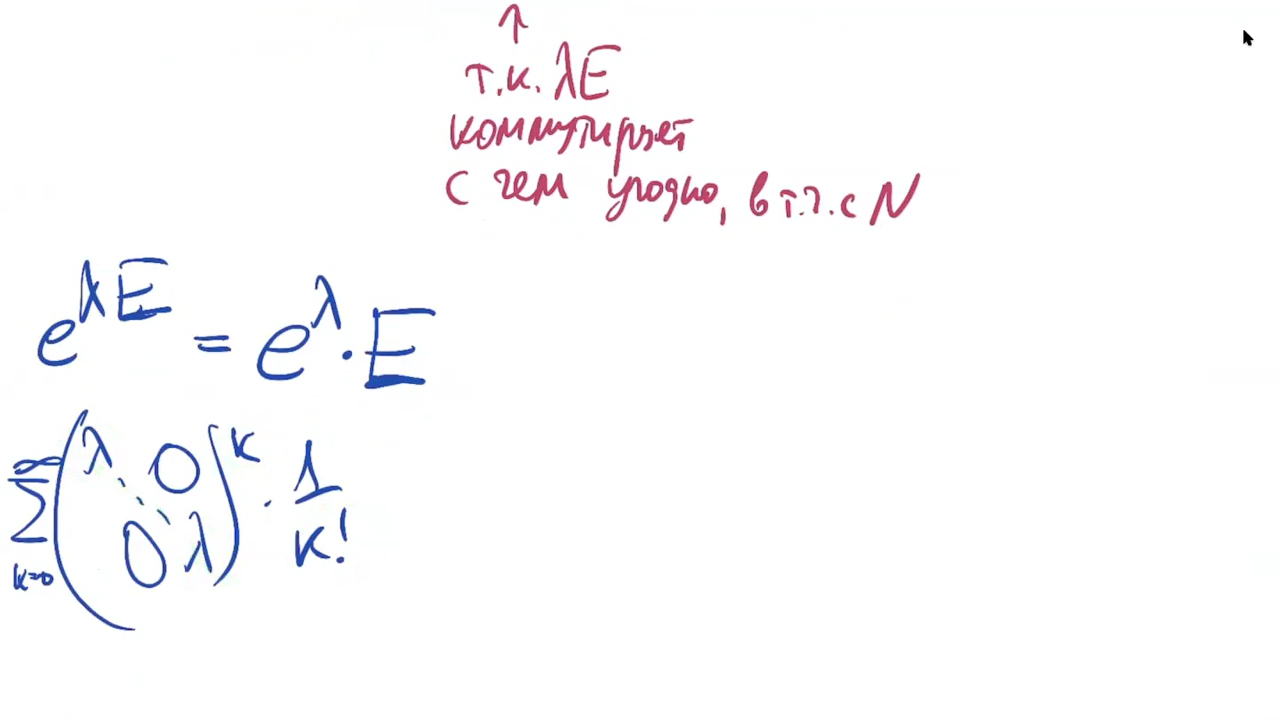 ↑
т.к. λE
коммутирует
с чем угодно, в т.ч. с N
e^{λE} = e^λ · E
∑_{k=0}^{∞} (λ 0 ⋱ 0 λ)^k · 1/k!